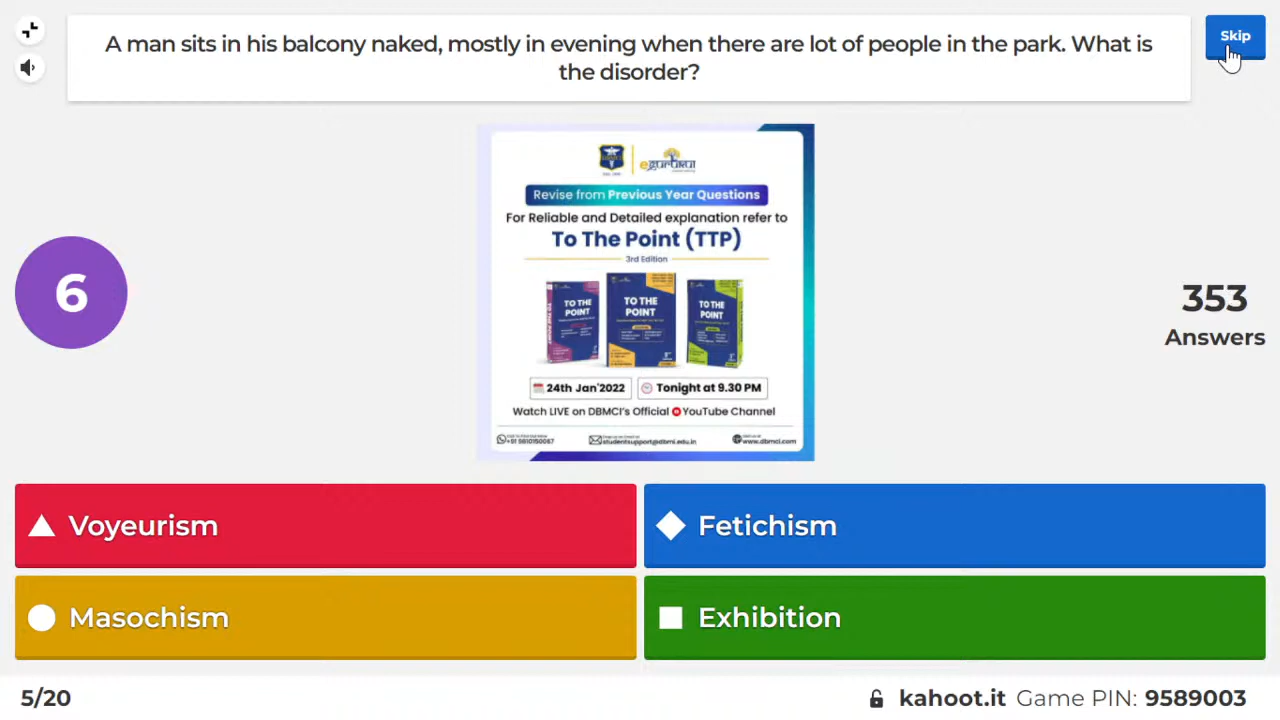 A man sits in his balcony naked, mostly in evening when there are lot of people in the park. What is
the disorder?
Skip
eGurukul
Revise from Previous Year Questions
For Reliable and Detailed explanation refer to
To The Point (TTP)
3rd Edition
TO THE
POINT
TO THE
POINT
TO THE
POINT
24th Jan'2022
Tonight at 9.30 PM
Watch LIVE on DBMCI's Official YouTube Channel
www.dbmci.com
6
353
Answers
Voyeurism
Fetichism
Masochism
Exhibition
5/20
kahoot.it Game PIN: 9589003